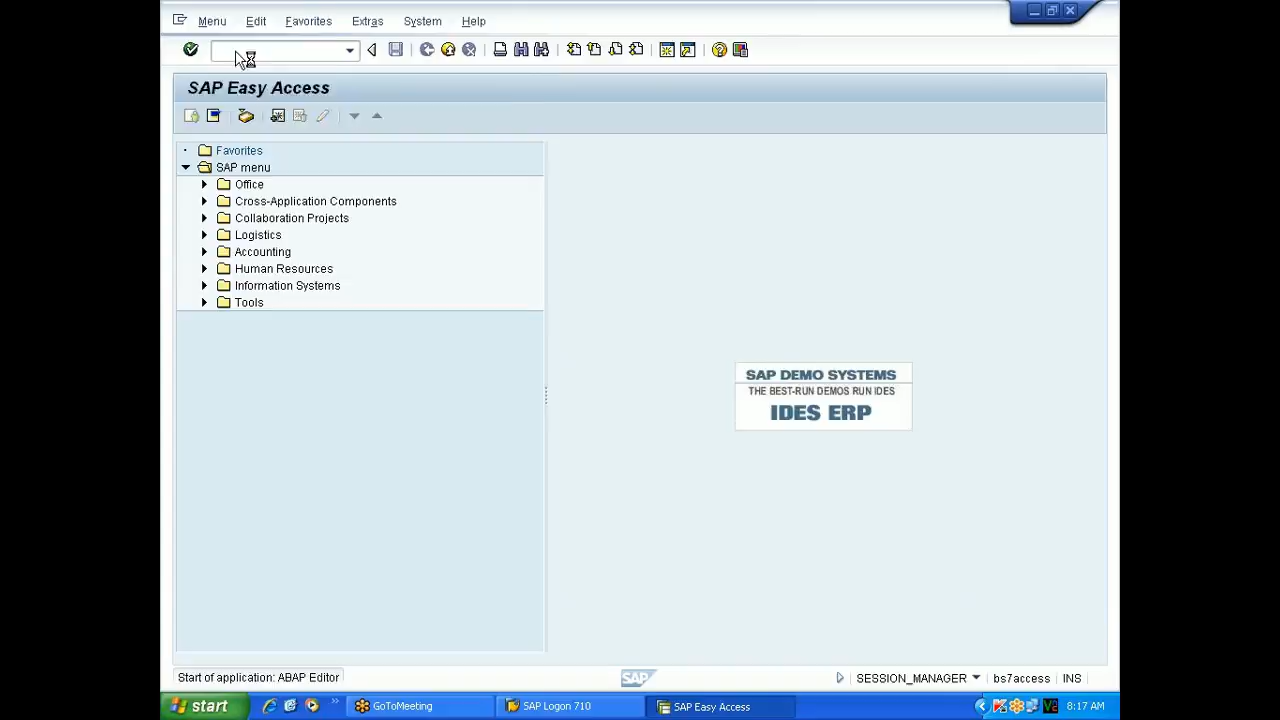 Menu Edit Favorites Extras System Help
SAP Easy Access
Favorites
SAP menu
Office
Cross-Application Components
Collaboration Projects
Logistics
Accounting
Human Resources
Information Systems
Tools
SAP DEMO SYSTEMS
THE BEST-RUN DEMOS RUN IDES
IDES ERP
Start of application: ABAP Editor
SAP
SESSION_MANAGER bs7access INS
start GoToMeeting SAP Logon 710 SAP Easy Access 8:17 AM